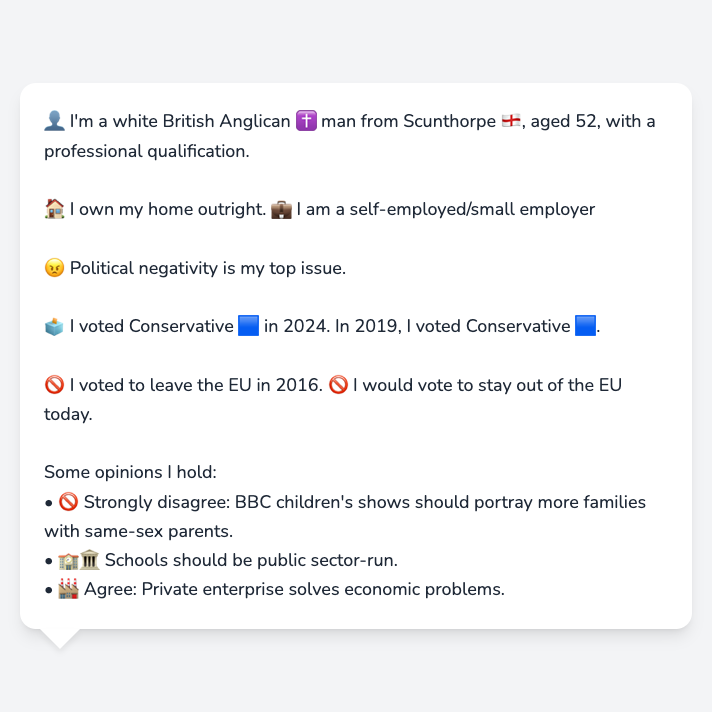 👤 I'm a white British Anglican ✝️ man from Scunthorpe 🏴󠁧󠁢󠁥󠁮󠁧󠁿, aged 52, with a
professional qualification.
🏠 I own my home outright. 💼 I am a self-employed/small employer
😠 Political negativity is my top issue.
🗳️ I voted Conservative 🟦 in 2024. In 2019, I voted Conservative 🟦.
🚫 I voted to leave the EU in 2016. 🚫 I would vote to stay out of the EU
today.
Some opinions I hold:
• 🚫 Strongly disagree: BBC children's shows should portray more families
with same-sex parents.
• 🏫🏛️ Schools should be public sector-run.
• 🏭 Agree: Private enterprise solves economic problems.